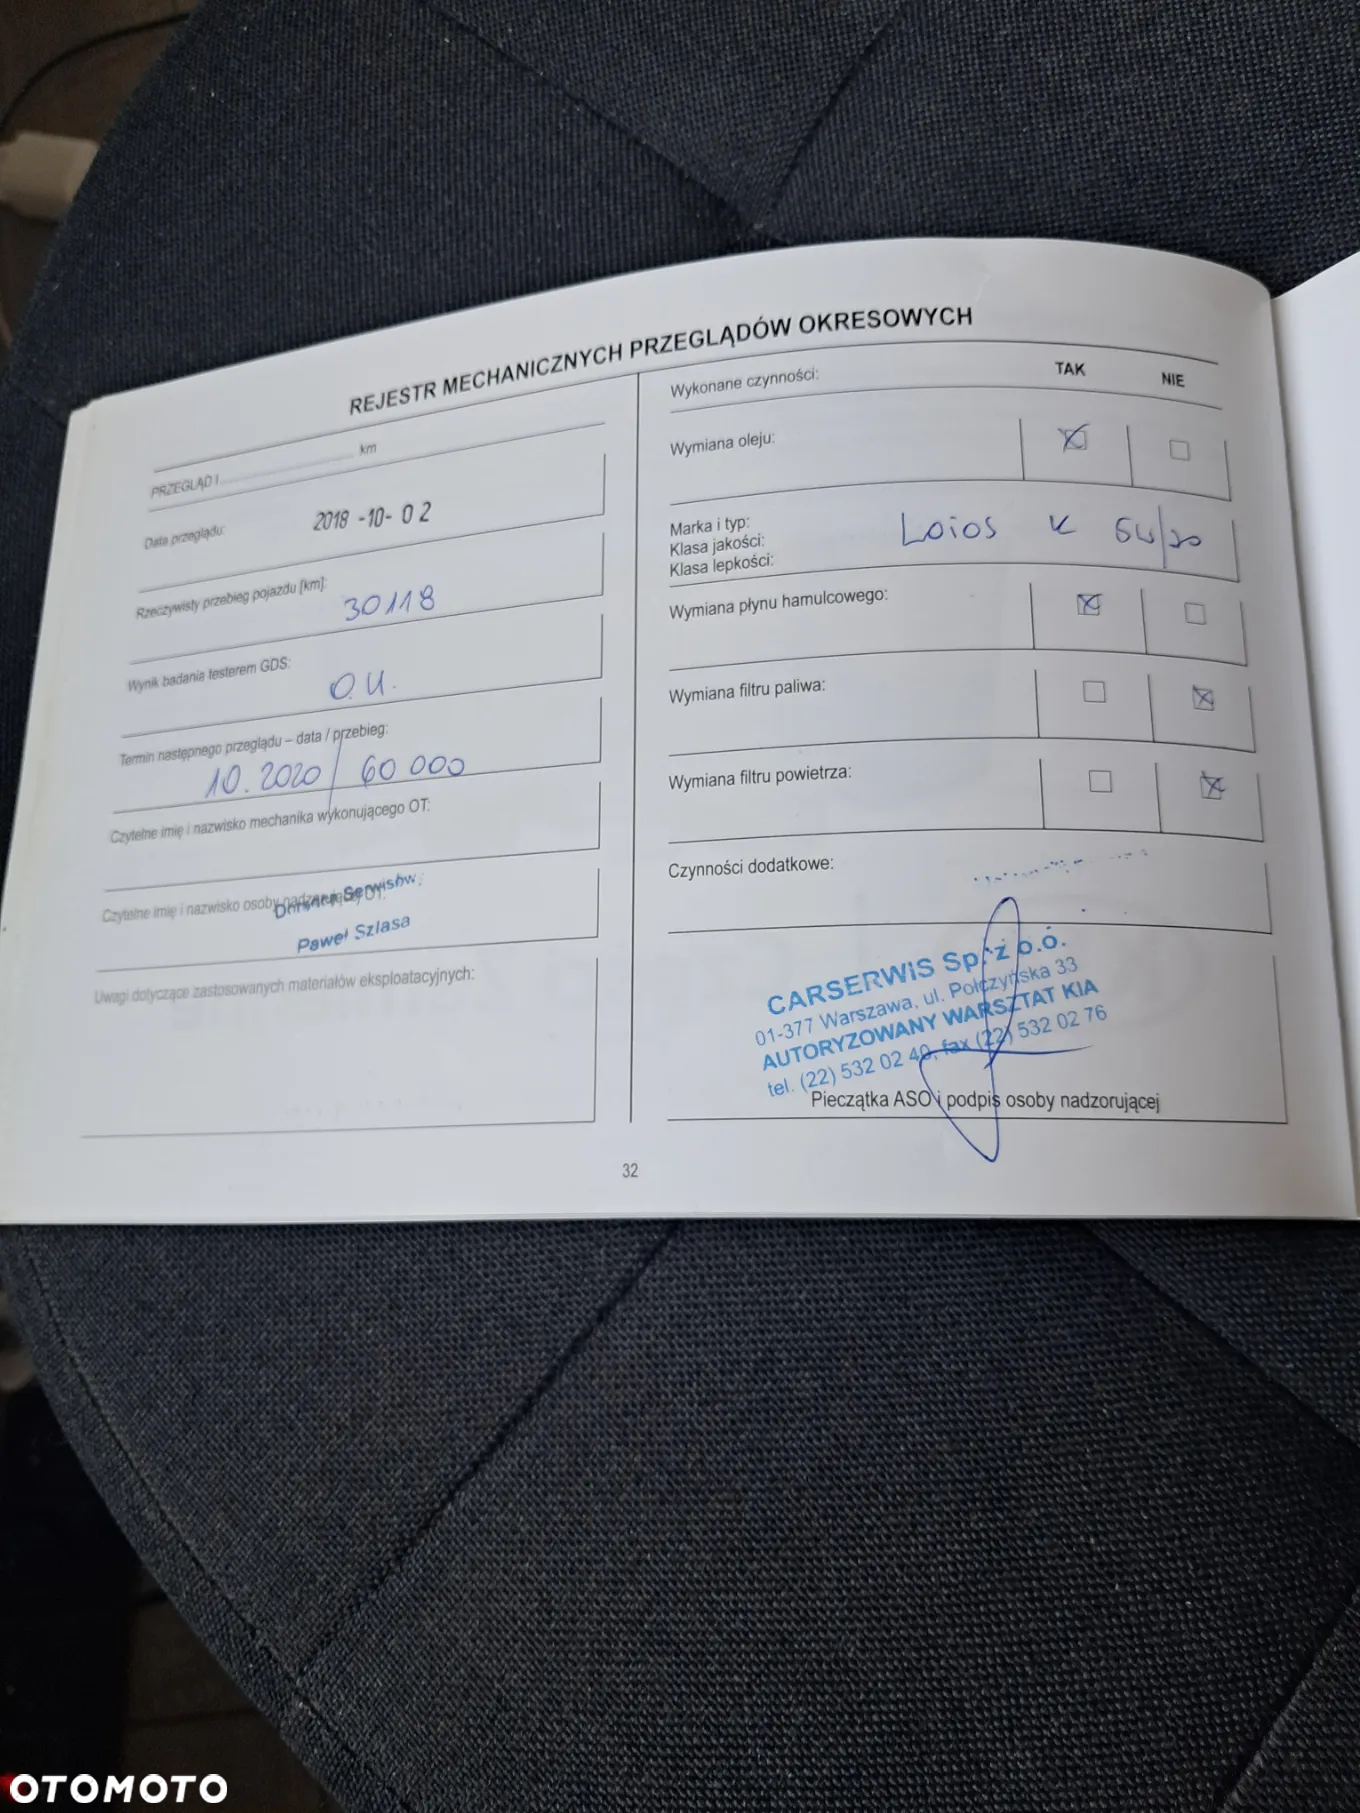 REJESTR MECHANICZNYCH PRZEGLĄDÓW OKRESOWYCH
PRZEGLĄD I ........ km
Data przeglądu:
2018 -10- 02
Rzeczywisty przebieg pojazdu [km]:
30118
Wynik badania testerem GDS:
O.K.
Termin następnego przeglądu – data / przebieg:
10.2020 / 60 000
Czytelne imię i nazwisko mechanika wykonującego OT:
Czytelne imię i nazwisko osoby nadzorującej OT:
Doradca Serwisowy
Paweł Szlasa
Uwagi dotyczące zastosowanych materiałów eksploatacyjnych:
Wykonane czynności: TAK NIE
Wymiana oleju:
Marka i typ:
Klasa jakości:
Klasa lepkości:
Wymiana płynu hamulcowego:
Wymiana filtru paliwa:
Wymiana filtru powietrza:
Czynności dodatkowe:
CARSERWIS Sp. z o.o.
01-377 Warszawa, ul. Połczyńska 33
AUTORYZOWANY WARSZTAT KIA
tel. (22) 532 02 40, fax (22) 532 02 76
Pieczątka ASO i podpis osoby nadzorującej
32
OTOMOTO